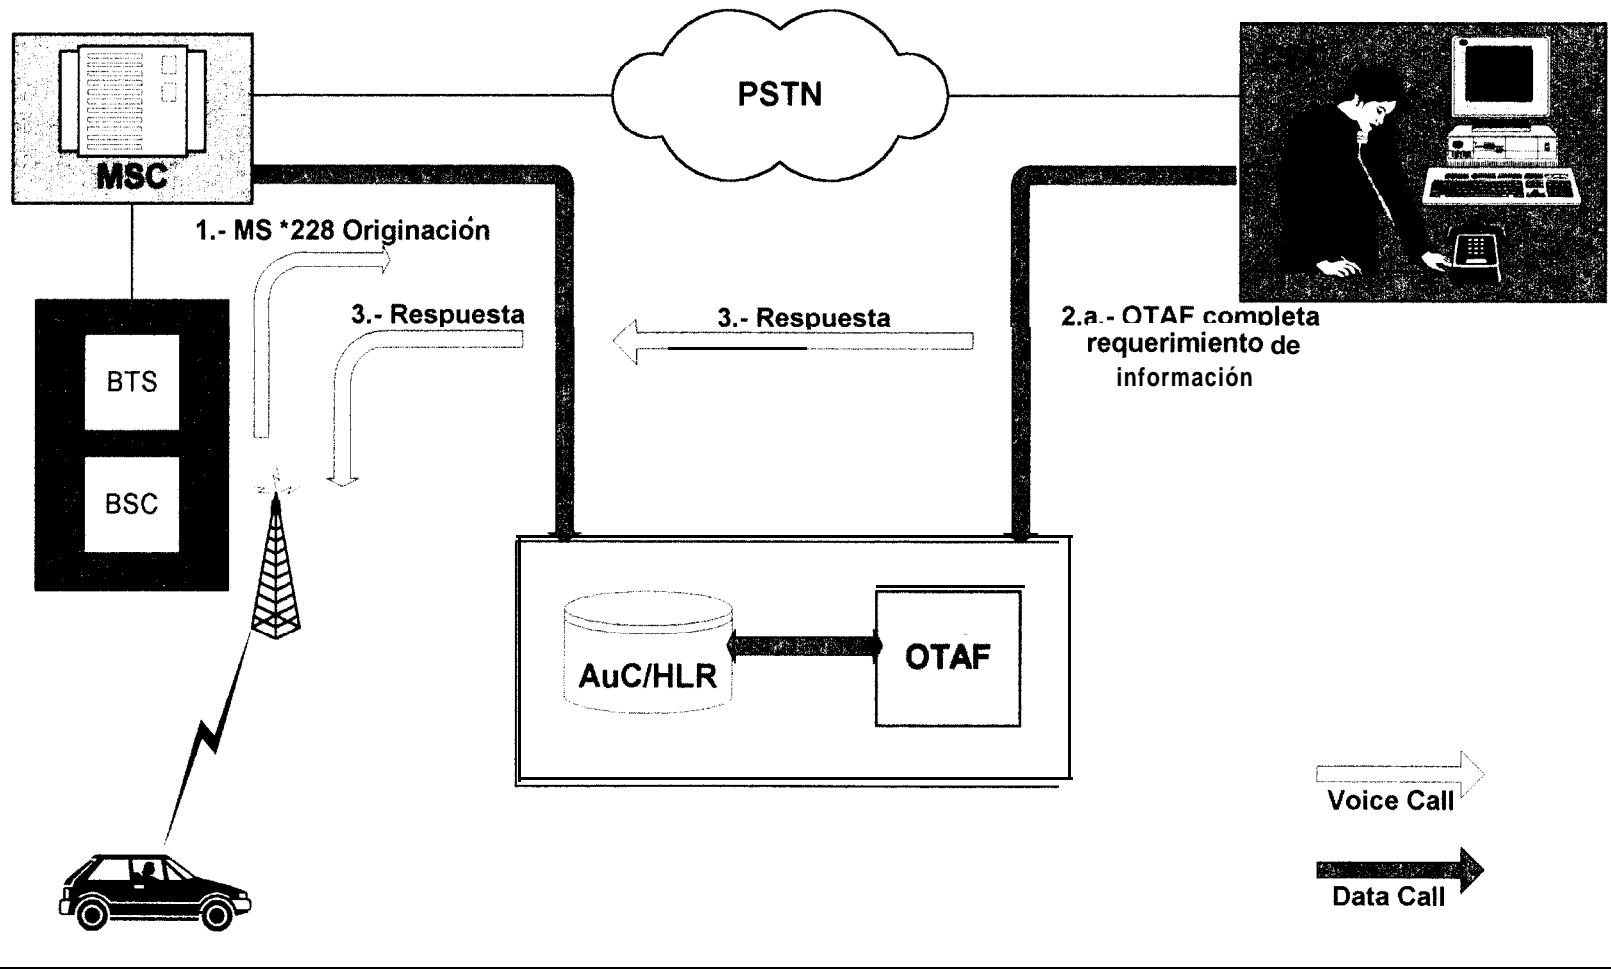 PSTN
MSC
1.- MS *228 Originación
3.- Respuesta
3.- Respuesta
2.a.- OTAF completa
requerimiento de
información
BTS
BSC
AuC/HLR
OTAF
Voice Call
Data Call